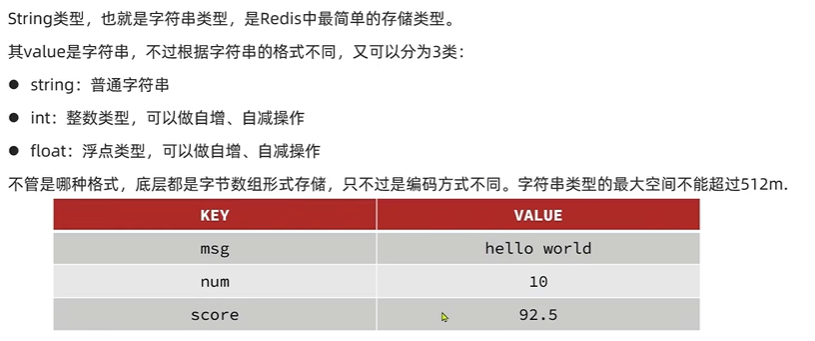 String类型，也就是字符串类型，是Redis中最简单的存储类型。
其value是字符串，不过根据字符串的格式不同，又可以分为3类：
● string：普通字符串
● int：整数类型，可以做自增、自减操作
● float：浮点类型，可以做自增、自减操作
不管是哪种格式，底层都是字节数组形式存储，只不过是编码方式不同。字符串类型的最大空间不能超过512m.
KEY VALUE
msg hello world
num 10
score 92.5